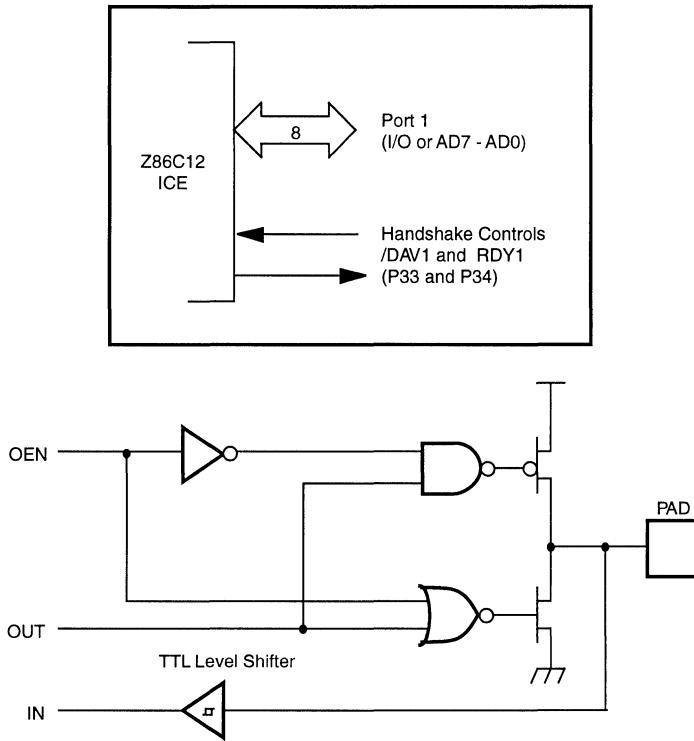 Z86C12
ICE
8
Port 1
(I/O or AD7 - AD0)
Handshake Controls
/DAV1 and RDY1
(P33 and P34)
OEN
PAD
OUT
TTL Level Shifter
IN